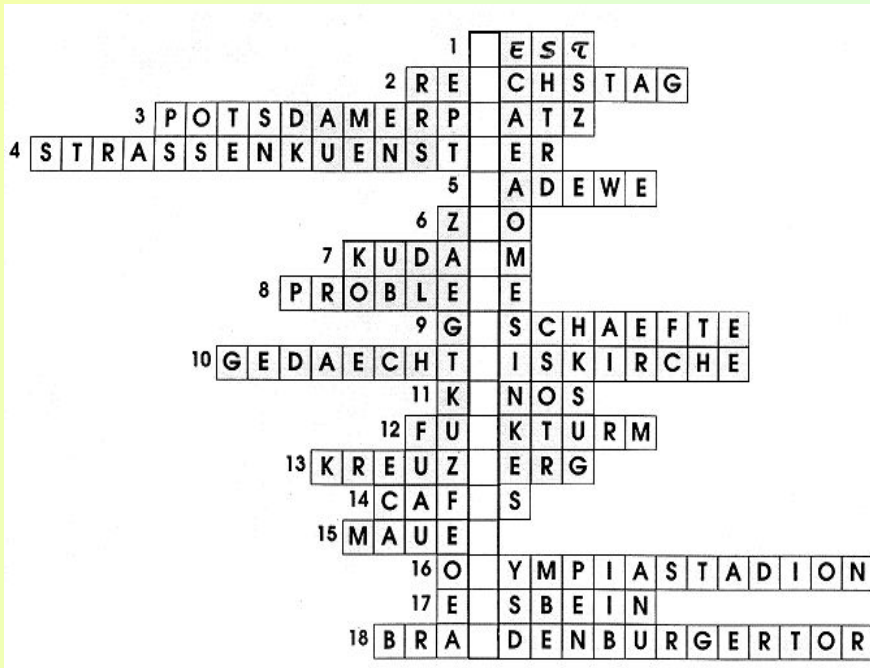 1 EST
2 RE CHSTAG
3 POTSDAMERP ATZ
4 STRASSENKUENST ER
5 ADEWE
6 Z O
7 KUDA M
8 PROBLE E
9 G SCHAEFTE
10 GEDAECHT ISKIRCHE
11 K NOS
12 FU KTURM
13 KREUZ ERG
14 CAF S
15 MAUE
16 O YMPIASTADION
17 E SBEIN
18 BRA DENBURGERTOR